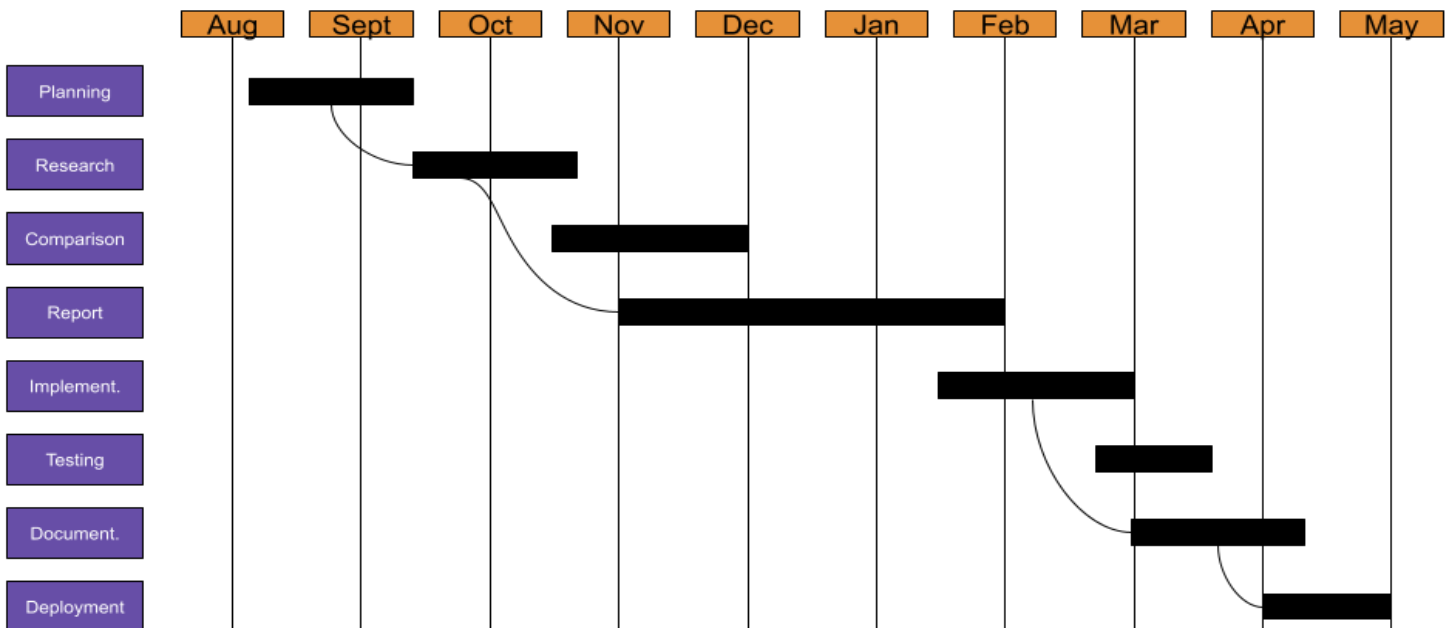 Aug Sept Oct Nov Dec Jan Feb Mar Apr May
Planning
Research
Comparison
Report
Implement.
Testing
Document.
Deployment